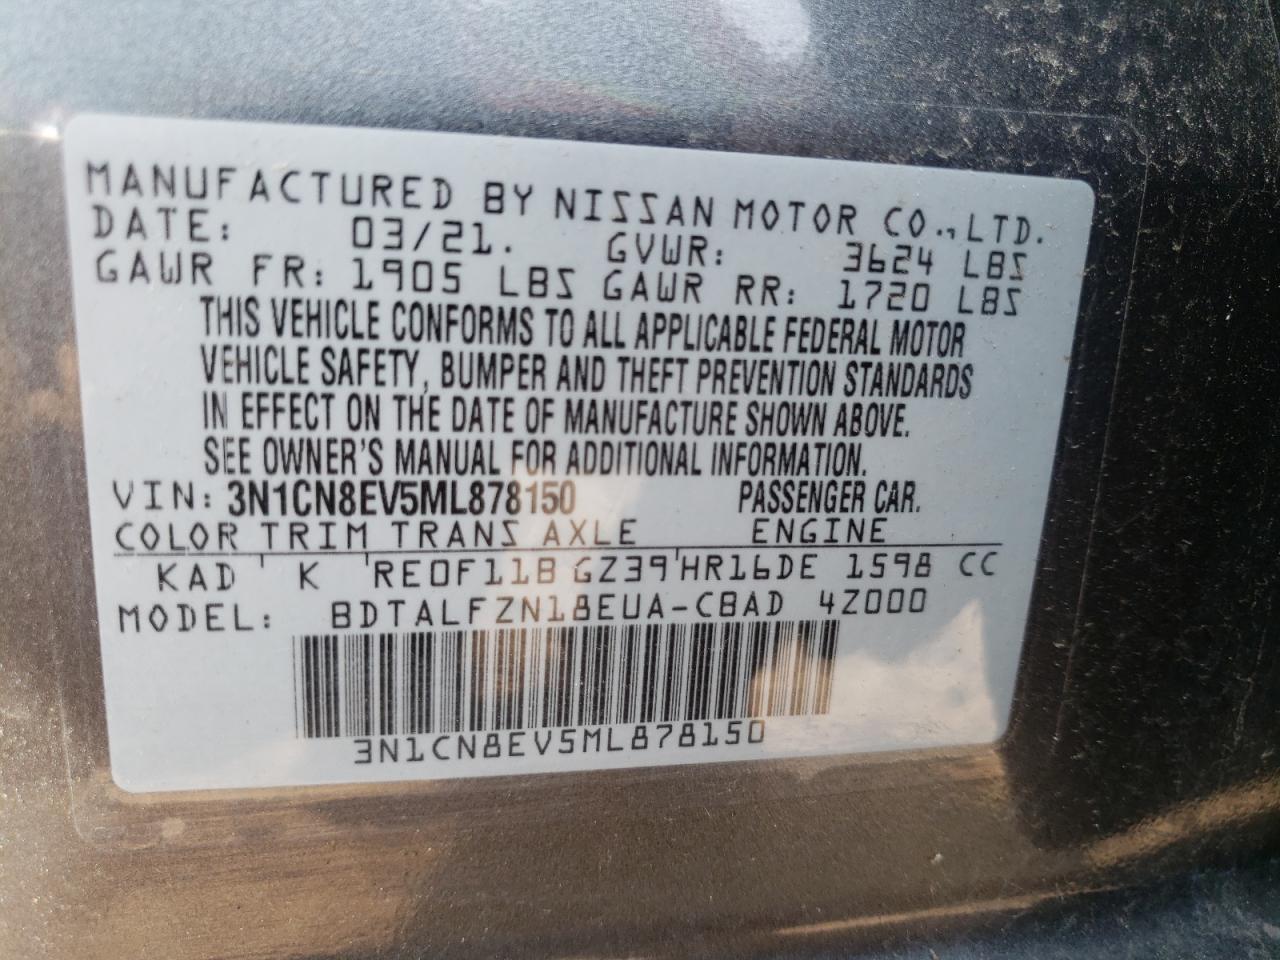 MANUFACTURED BY NISSAN MOTOR CO., LTD.
DATE: 03/21. GVWR: 3624 LBS
GAWR FR: 1905 LBS GAWR RR: 1720 LBS
THIS VEHICLE CONFORMS TO ALL APPLICABLE FEDERAL MOTOR
VEHICLE SAFETY, BUMPER AND THEFT PREVENTION STANDARDS
IN EFFECT ON THE DATE OF MANUFACTURE SHOWN ABOVE.
SEE OWNER'S MANUAL FOR ADDITIONAL INFORMATION.
VIN: 3N1CN8EV5ML878150 PASSENGER CAR.
COLOR TRIM TRANS AXLE ENGINE
KAD K RE0F11B GZ39 HR16DE 1598 CC
MODEL: BDTALFZN18EUA-CBAD 4Z000
3N1CN8EV5ML878150